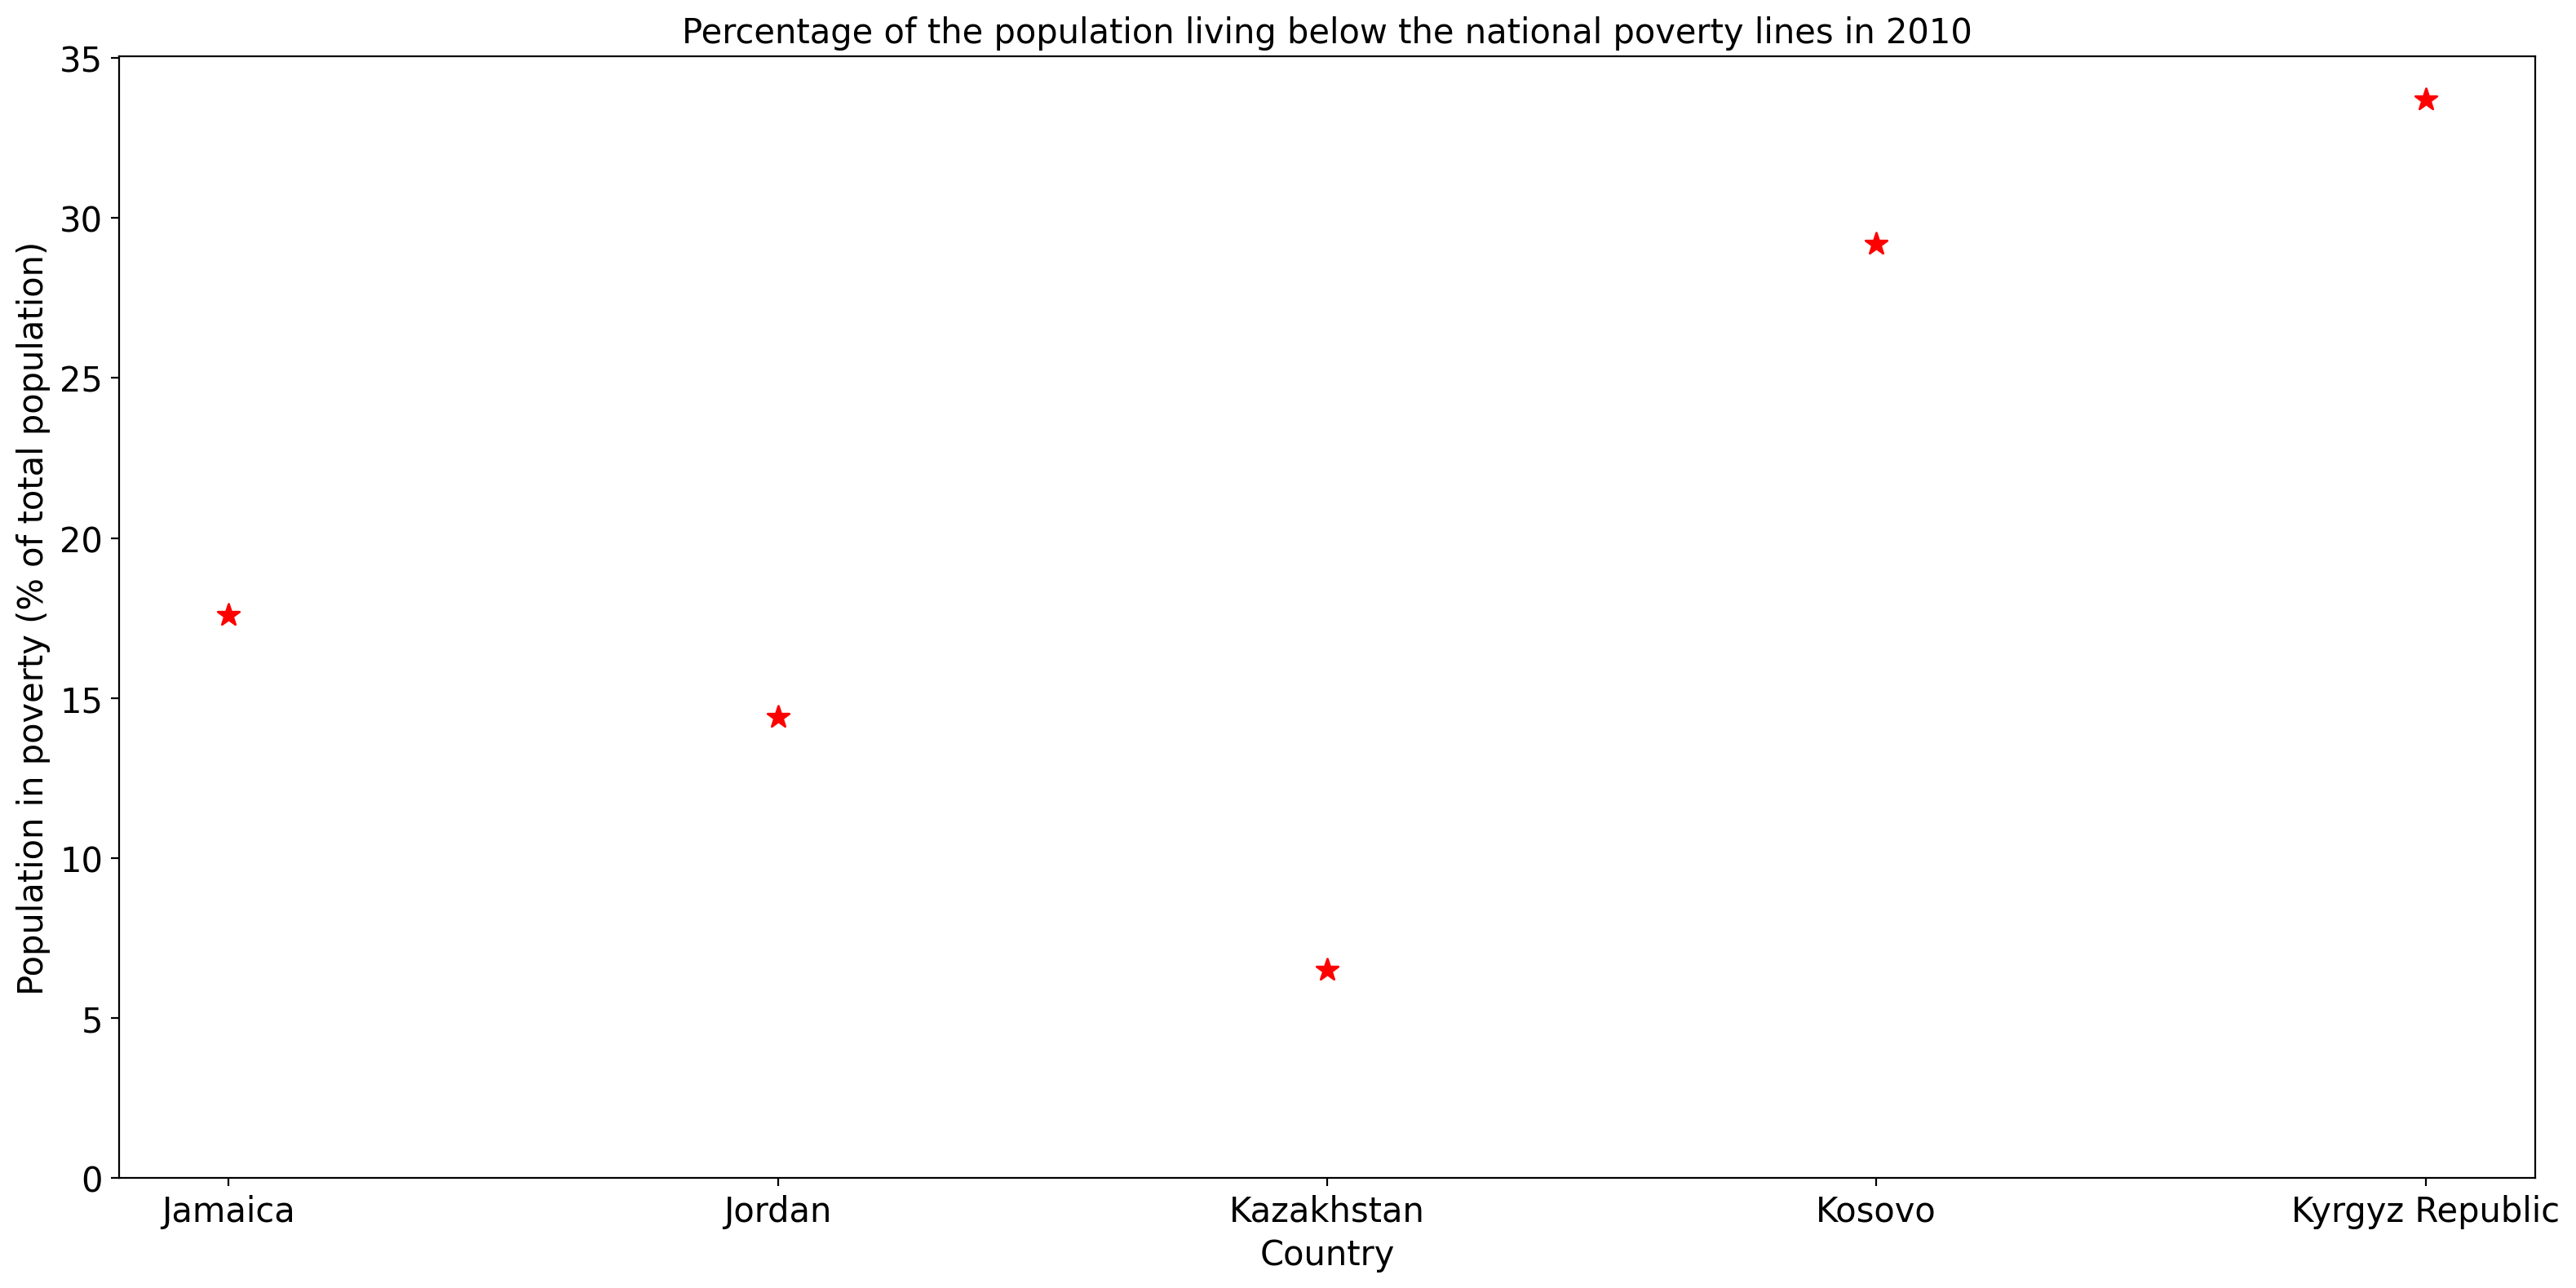 Percentage of the population living below the national poverty lines in 2010
Population in poverty (% of total population)
35
30
25
20
15
10
5
0
Jamaica Jordan Kazakhstan Kosovo Kyrgyz Republic
Country